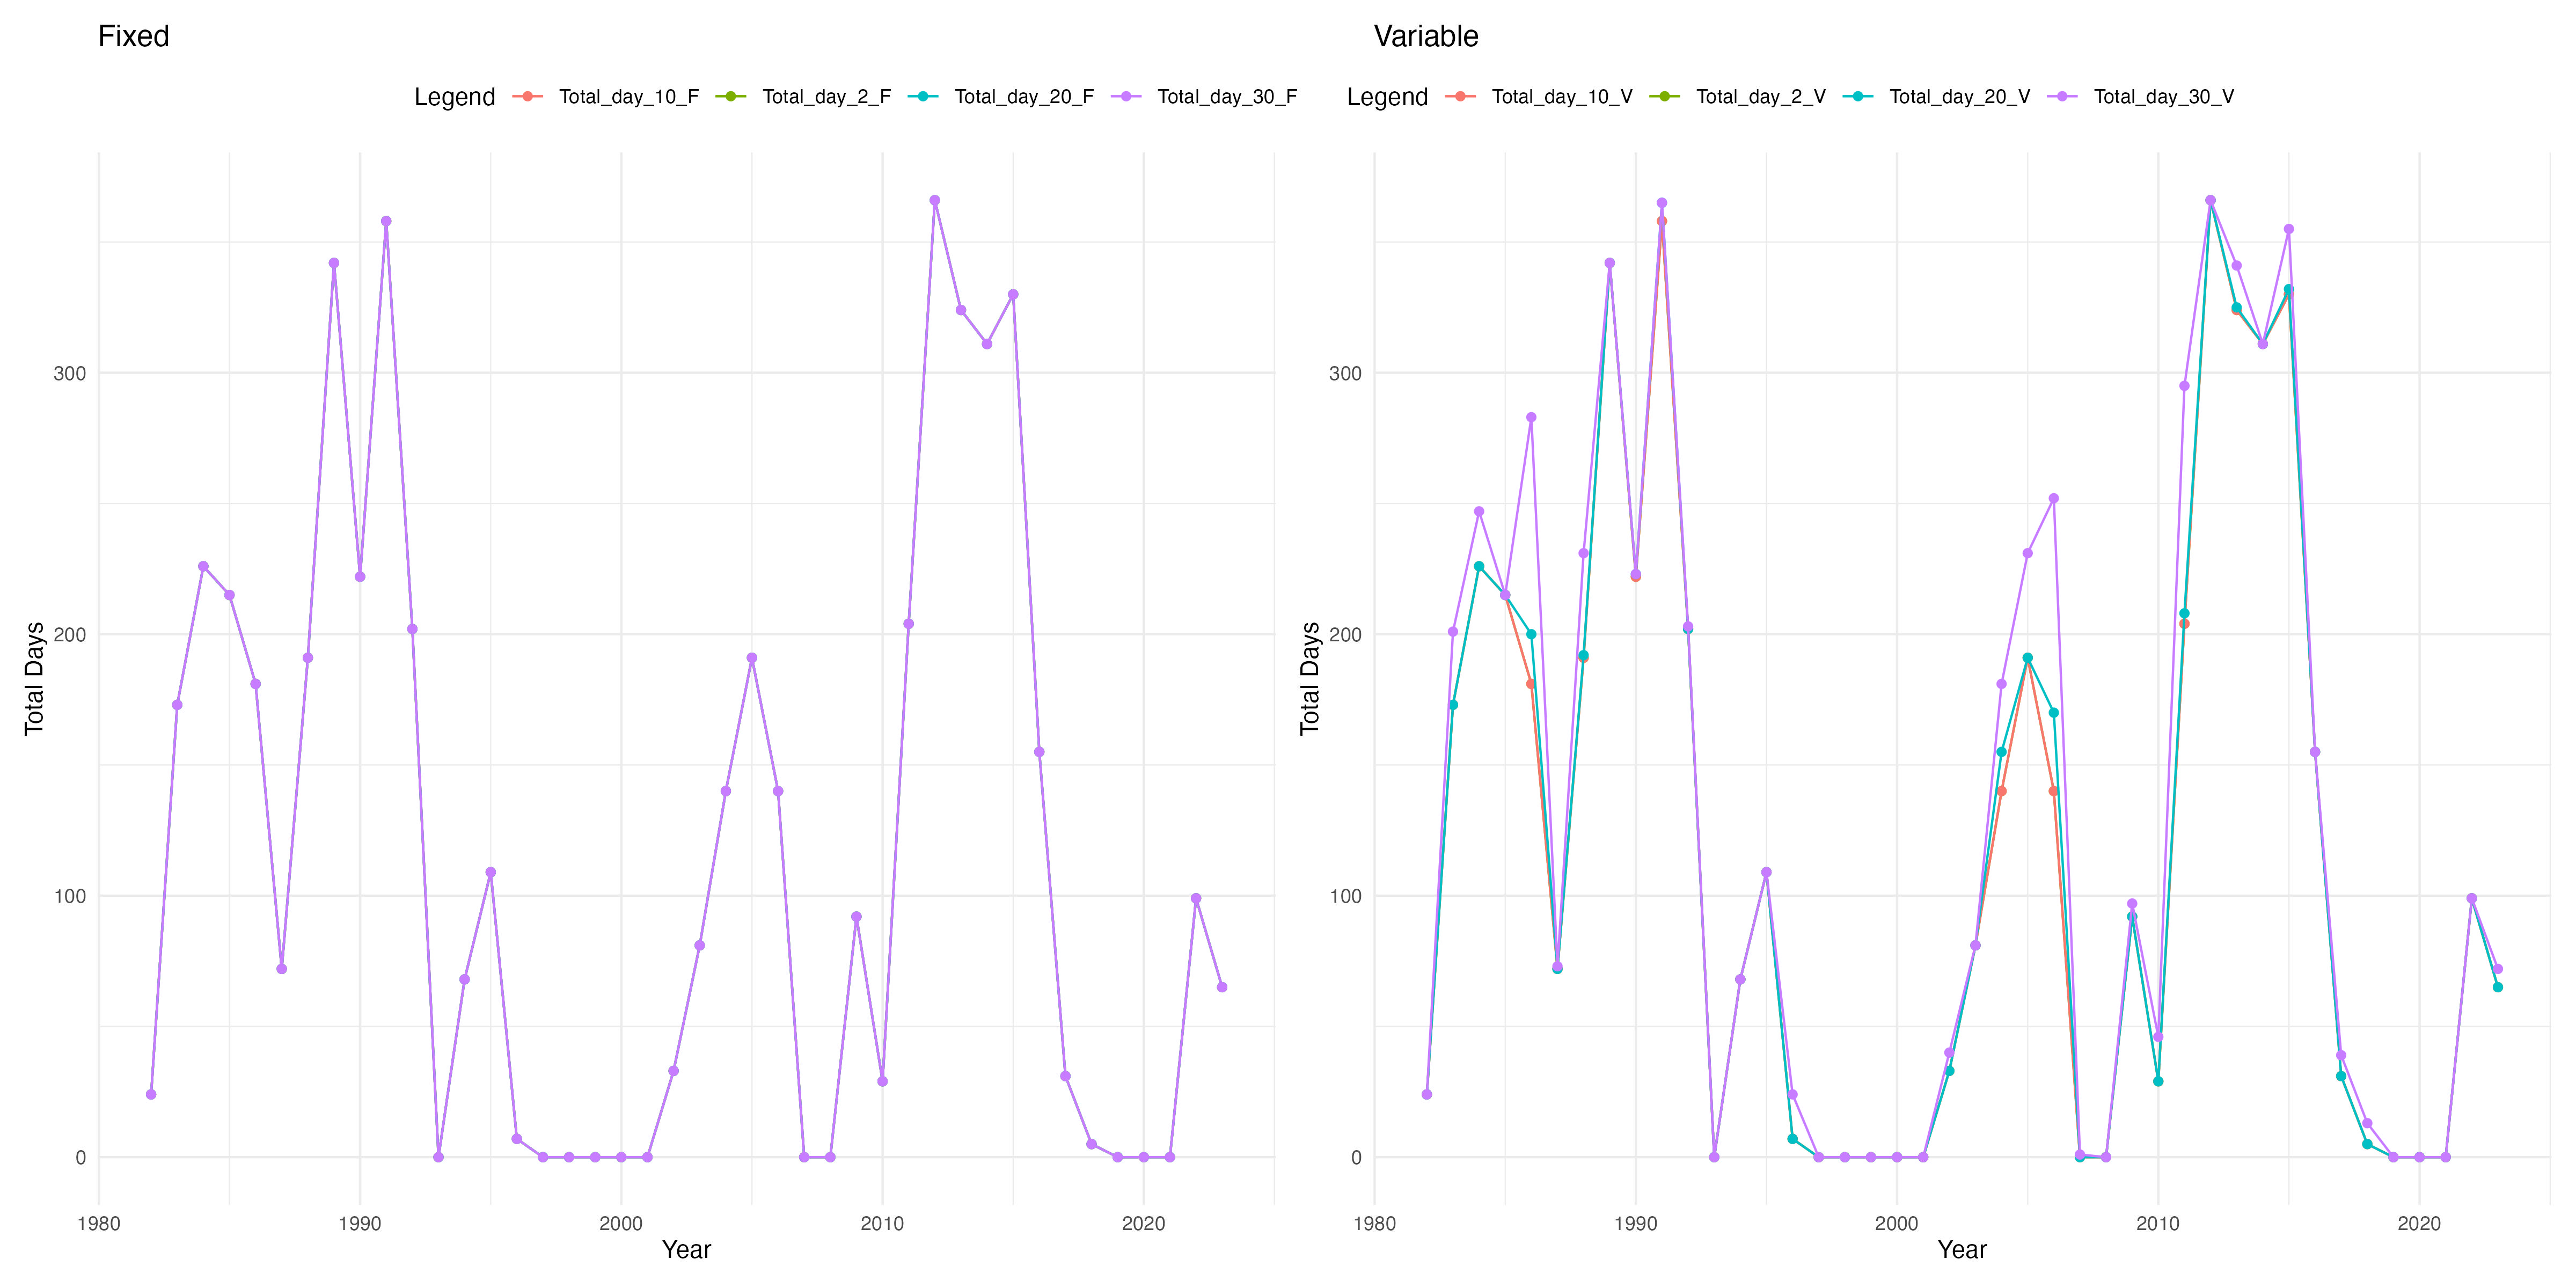 Fixed
Legend Total_day_10_F Total_day_2_F Total_day_20_F Total_day_30_F
Total Days
300
200
100
0
1980 1990 2000 2010 2020
Year
Variable
Legend Total_day_10_V Total_day_2_V Total_day_20_V Total_day_30_V
Total Days
300
200
100
0
1980 1990 2000 2010 2020
Year